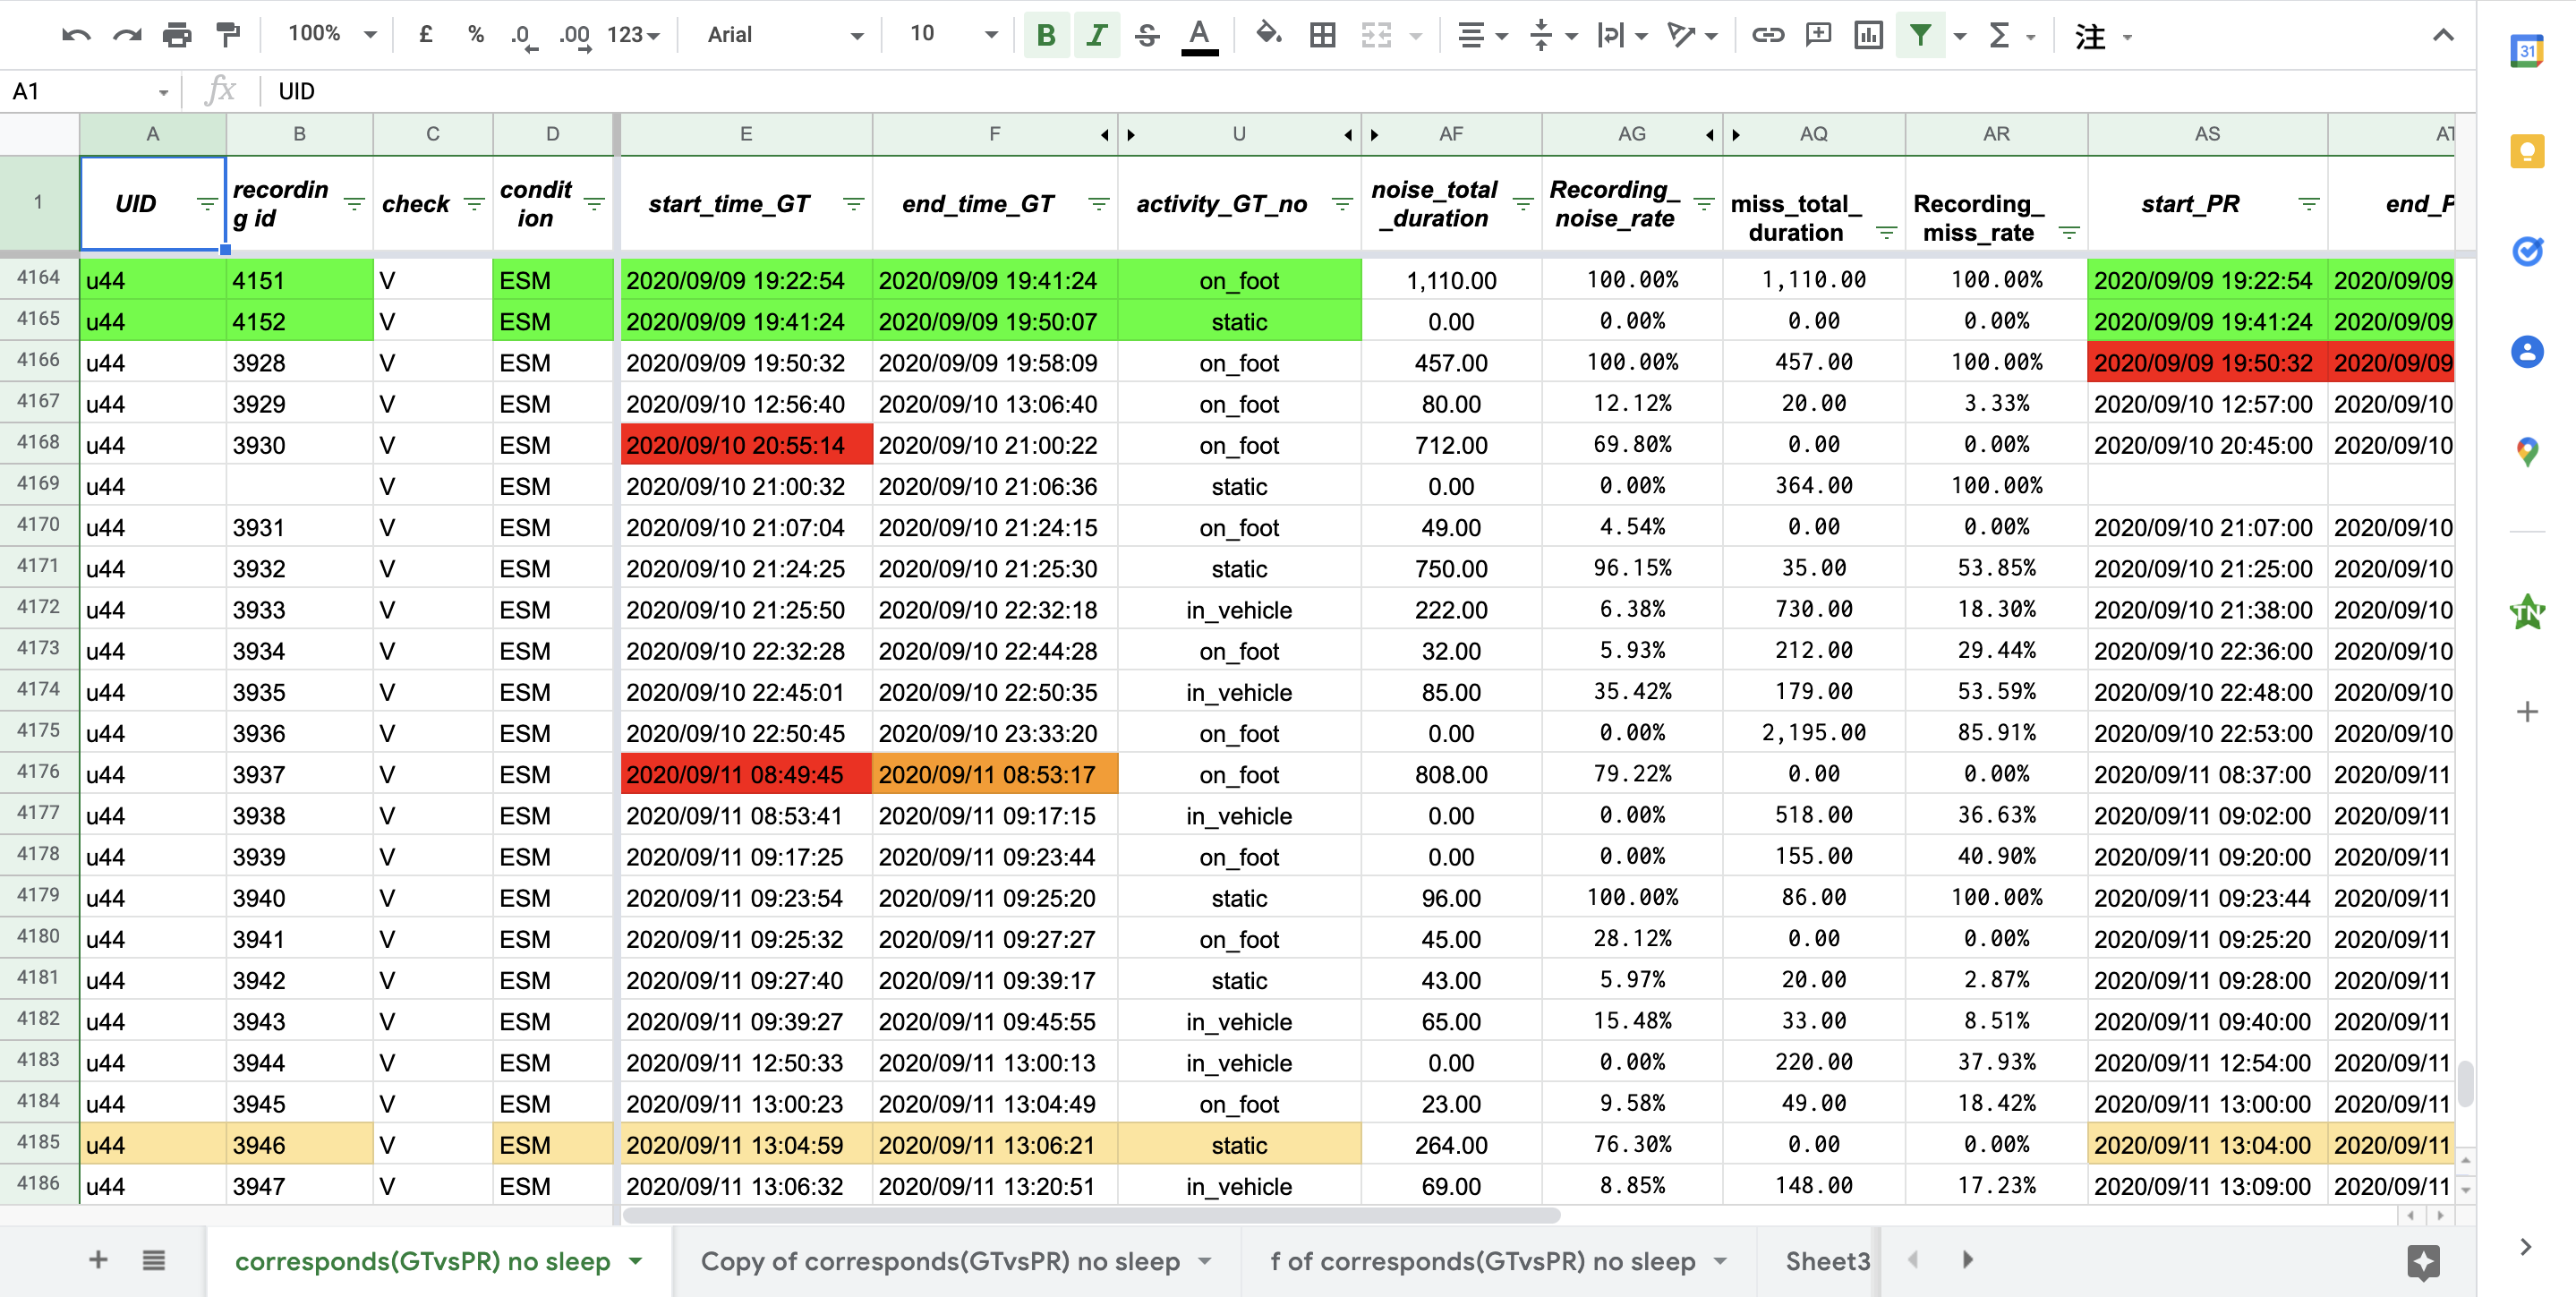 100% £ % .0 .00 123 Arial 10 B I S A 注
31
A1 fx UID
A B C D E F U AF AG AQ AR AS AT
1 UID recordin g id check condit ion start_time_GT end_time_GT activity_GT_no noise_total _duration Recording_ noise_rate miss_total_ duration Recording_ miss_rate start_PR end_P
4164 u44 4151 V ESM 2020/09/09 19:22:54 2020/09/09 19:41:24 on_foot 1,110.00 100.00% 1,110.00 100.00% 2020/09/09 19:22:54 2020/09/09
4165 u44 4152 V ESM 2020/09/09 19:41:24 2020/09/09 19:50:07 static 0.00 0.00% 0.00 0.00% 2020/09/09 19:41:24 2020/09/09
4166 u44 3928 V ESM 2020/09/09 19:50:32 2020/09/09 19:58:09 on_foot 457.00 100.00% 457.00 100.00% 2020/09/09 19:50:32 2020/09/09
4167 u44 3929 V ESM 2020/09/10 12:56:40 2020/09/10 13:06:40 on_foot 80.00 12.12% 20.00 3.33% 2020/09/10 12:57:00 2020/09/10
4168 u44 3930 V ESM 2020/09/10 20:55:14 2020/09/10 21:00:22 on_foot 712.00 69.80% 0.00 0.00% 2020/09/10 20:45:00 2020/09/10
4169 u44 V ESM 2020/09/10 21:00:32 2020/09/10 21:06:36 static 0.00 0.00% 364.00 100.00%
4170 u44 3931 V ESM 2020/09/10 21:07:04 2020/09/10 21:24:15 on_foot 49.00 4.54% 0.00 0.00% 2020/09/10 21:07:00 2020/09/10
4171 u44 3932 V ESM 2020/09/10 21:24:25 2020/09/10 21:25:30 static 750.00 96.15% 35.00 53.85% 2020/09/10 21:25:00 2020/09/10
4172 u44 3933 V ESM 2020/09/10 21:25:50 2020/09/10 22:32:18 in_vehicle 222.00 6.38% 730.00 18.30% 2020/09/10 21:38:00 2020/09/10
4173 u44 3934 V ESM 2020/09/10 22:32:28 2020/09/10 22:44:28 on_foot 32.00 5.93% 212.00 29.44% 2020/09/10 22:36:00 2020/09/10
4174 u44 3935 V ESM 2020/09/10 22:45:01 2020/09/10 22:50:35 in_vehicle 85.00 35.42% 179.00 53.59% 2020/09/10 22:48:00 2020/09/10
4175 u44 3936 V ESM 2020/09/10 22:50:45 2020/09/10 23:33:20 on_foot 0.00 0.00% 2,195.00 85.91% 2020/09/10 22:53:00 2020/09/10
4176 u44 3937 V ESM 2020/09/11 08:49:45 2020/09/11 08:53:17 on_foot 808.00 79.22% 0.00 0.00% 2020/09/11 08:37:00 2020/09/11
4177 u44 3938 V ESM 2020/09/11 08:53:41 2020/09/11 09:17:15 in_vehicle 0.00 0.00% 518.00 36.63% 2020/09/11 09:02:00 2020/09/11
4178 u44 3939 V ESM 2020/09/11 09:17:25 2020/09/11 09:23:44 on_foot 0.00 0.00% 155.00 40.90% 2020/09/11 09:20:00 2020/09/11
4179 u44 3940 V ESM 2020/09/11 09:23:54 2020/09/11 09:25:20 static 96.00 100.00% 86.00 100.00% 2020/09/11 09:23:44 2020/09/11
4180 u44 3941 V ESM 2020/09/11 09:25:32 2020/09/11 09:27:27 on_foot 45.00 28.12% 0.00 0.00% 2020/09/11 09:25:20 2020/09/11
4181 u44 3942 V ESM 2020/09/11 09:27:40 2020/09/11 09:39:17 static 43.00 5.97% 20.00 2.87% 2020/09/11 09:28:00 2020/09/11
4182 u44 3943 V ESM 2020/09/11 09:39:27 2020/09/11 09:45:55 in_vehicle 65.00 15.48% 33.00 8.51% 2020/09/11 09:40:00 2020/09/11
4183 u44 3944 V ESM 2020/09/11 12:50:33 2020/09/11 13:00:13 in_vehicle 0.00 0.00% 220.00 37.93% 2020/09/11 12:54:00 2020/09/11
4184 u44 3945 V ESM 2020/09/11 13:00:23 2020/09/11 13:04:49 on_foot 23.00 9.58% 49.00 18.42% 2020/09/11 13:00:00 2020/09/11
4185 u44 3946 V ESM 2020/09/11 13:04:59 2020/09/11 13:06:21 static 264.00 76.30% 0.00 0.00% 2020/09/11 13:04:00 2020/09/11
4186 u44 3947 V ESM 2020/09/11 13:06:32 2020/09/11 13:20:51 in_vehicle 69.00 8.85% 148.00 17.23% 2020/09/11 13:09:00 2020/09/11
TN
corresponds(GTvsPR) no sleep Copy of corresponds(GTvsPR) no sleep f of corresponds(GTvsPR) no sleep Sheet3